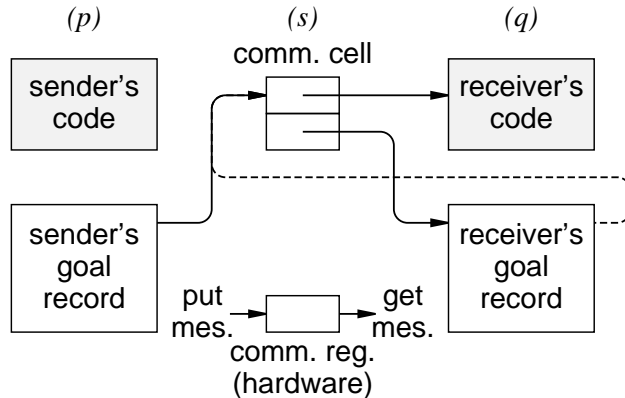 (p)
(s)
(q)
comm. cell
sender's
code
receiver's
code
sender's
goal
record
receiver's
goal
record
put
mes.
get
mes.
comm. reg.
(hardware)